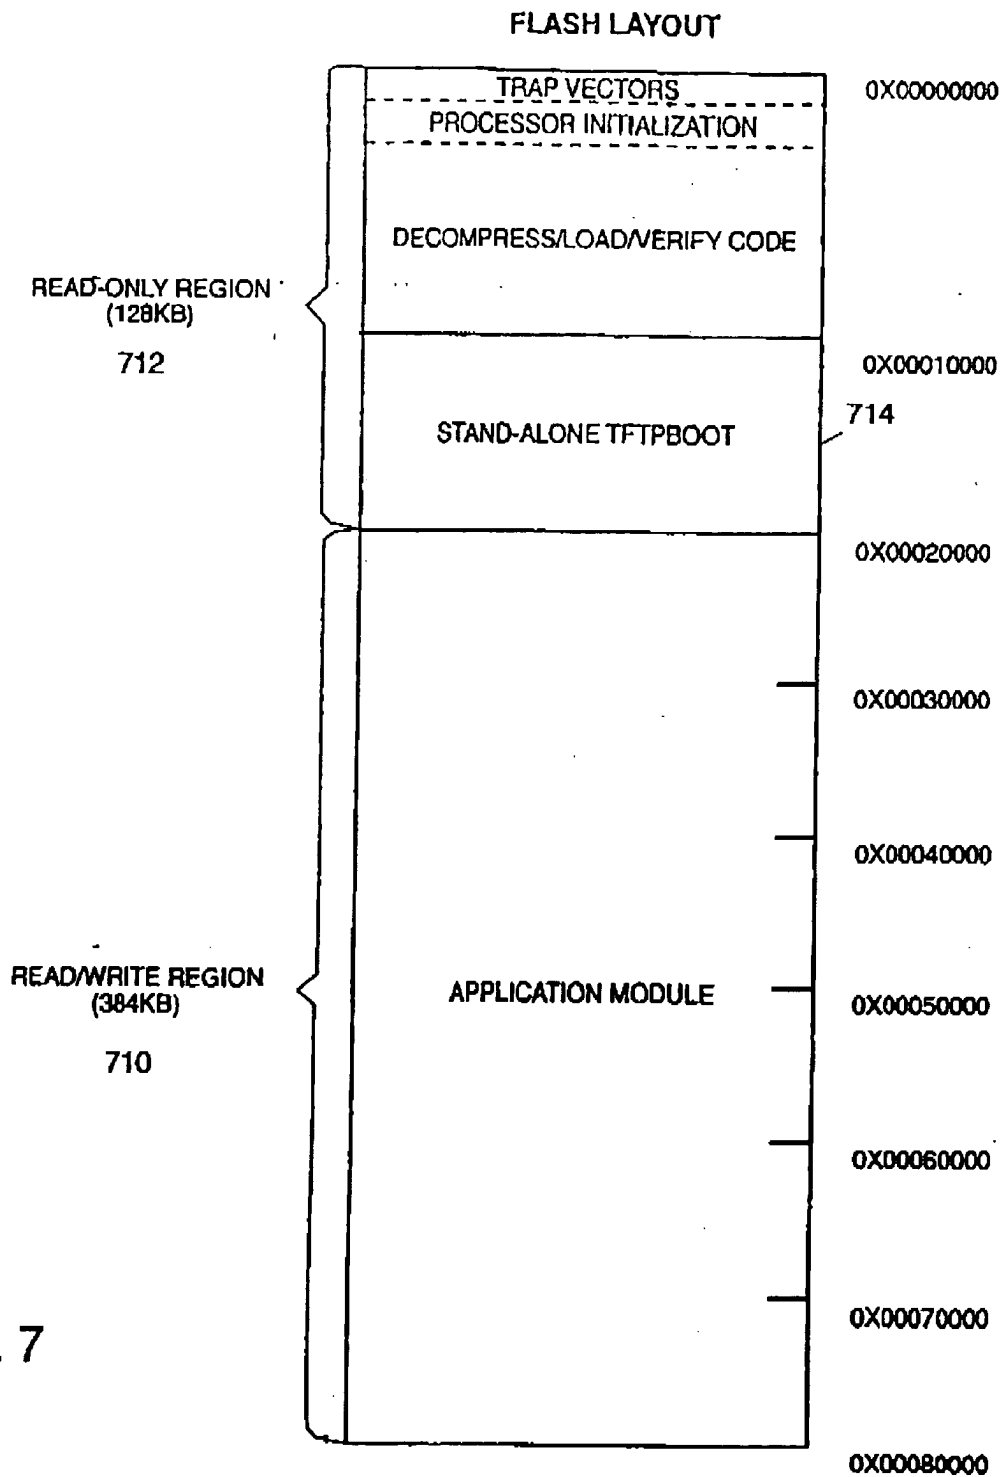 FLASH LAYOUT
TRAP VECTORS
0X00000000
PROCESSOR INITIALIZATION
DECOMPRESS/LOAD/VERIFY CODE
READ-ONLY REGION
(128KB)
712
0X00010000
714
STAND-ALONE TFTPBOOT
0X00020000
0X00030000
0X00040000
READ/WRITE REGION
(384KB)
710
APPLICATION MODULE
0X00050000
0X00060000
0X00070000
. 7
0X00080000